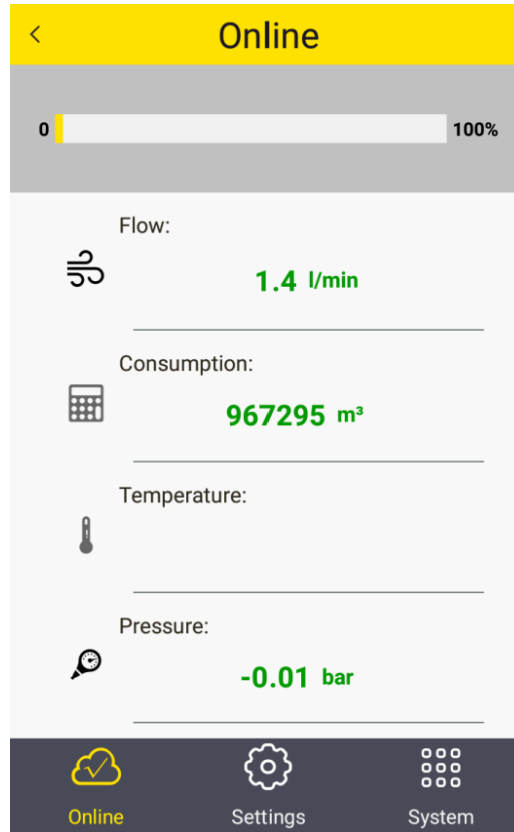 Online
0 100%
Flow:
1.4 l/min
Consumption:
967295 m³
Temperature:
Pressure:
-0.01 bar
Online Settings System